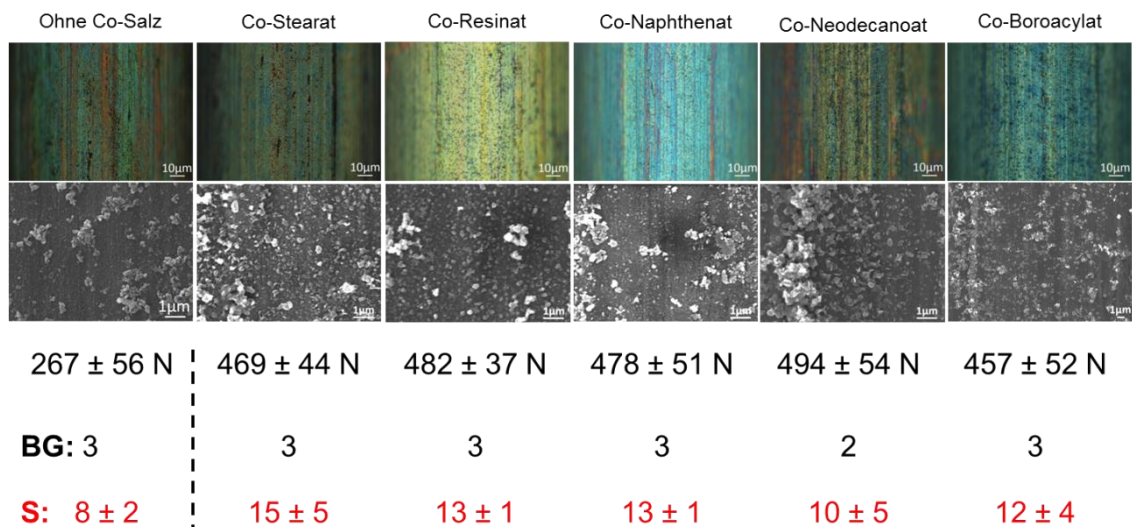 Ohne Co-Salz Co-Stearat Co-Resinat Co-Naphthenat Co-Neodecanoat Co-Boroacylat
10µm 10µm 10µm 10µm 10µm 10µm
1µm 1µm 1µm 1µm 1µm 1µm
267 ± 56 N 469 ± 44 N 482 ± 37 N 478 ± 51 N 494 ± 54 N 457 ± 52 N
BG: 3 3 3 3 2 3
S: 8 ± 2 15 ± 5 13 ± 1 13 ± 1 10 ± 5 12 ± 4